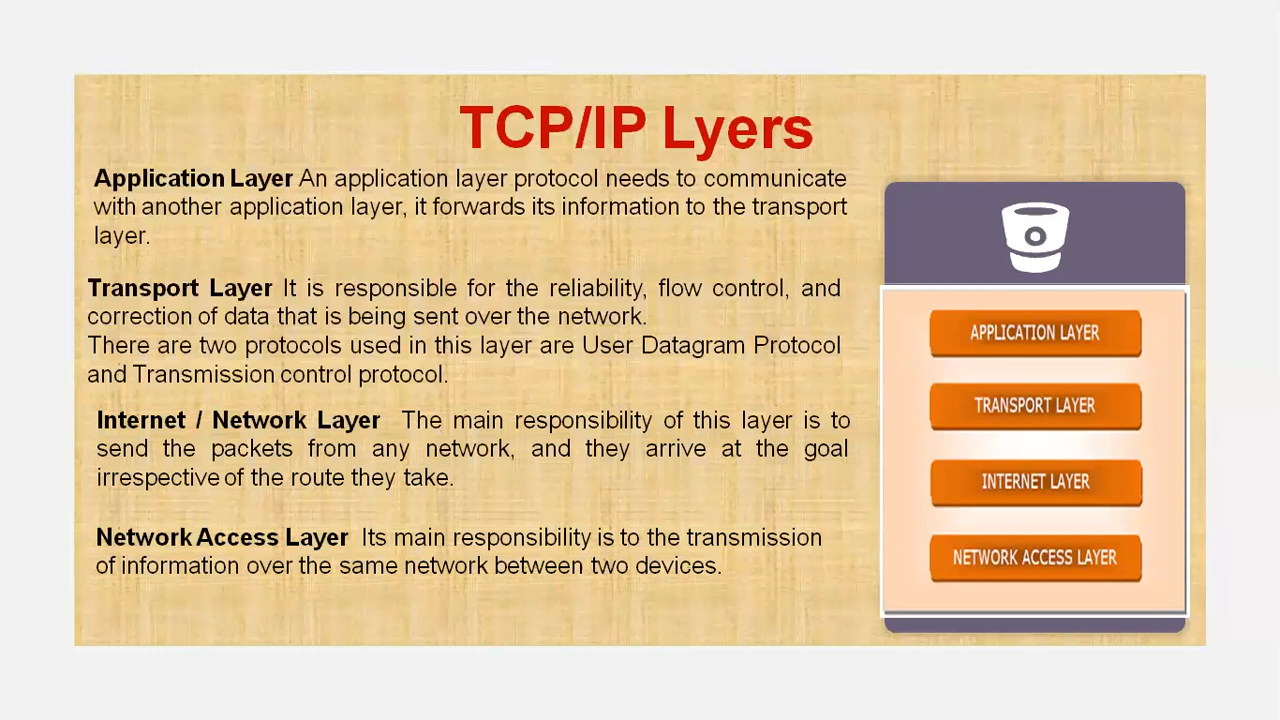 TCP/IP Lyers
Application Layer An application layer protocol needs to communicate
with another application layer, it forwards its information to the transport
layer.
Transport Layer It is responsible for the reliability, flow control, and
correction of data that is being sent over the network.
There are two protocols used in this layer are User Datagram Protocol
and Transmission control protocol.
Internet / Network Layer The main responsibility of this layer is to
send the packets from any network, and they arrive at the goal
irrespective of the route they take.
Network Access Layer Its main responsibility is to the transmission
of information over the same network between two devices.
APPLICATION LAYER
TRANSPORT LAYER
INTERNET LAYER
NETWORK ACCESS LAYER